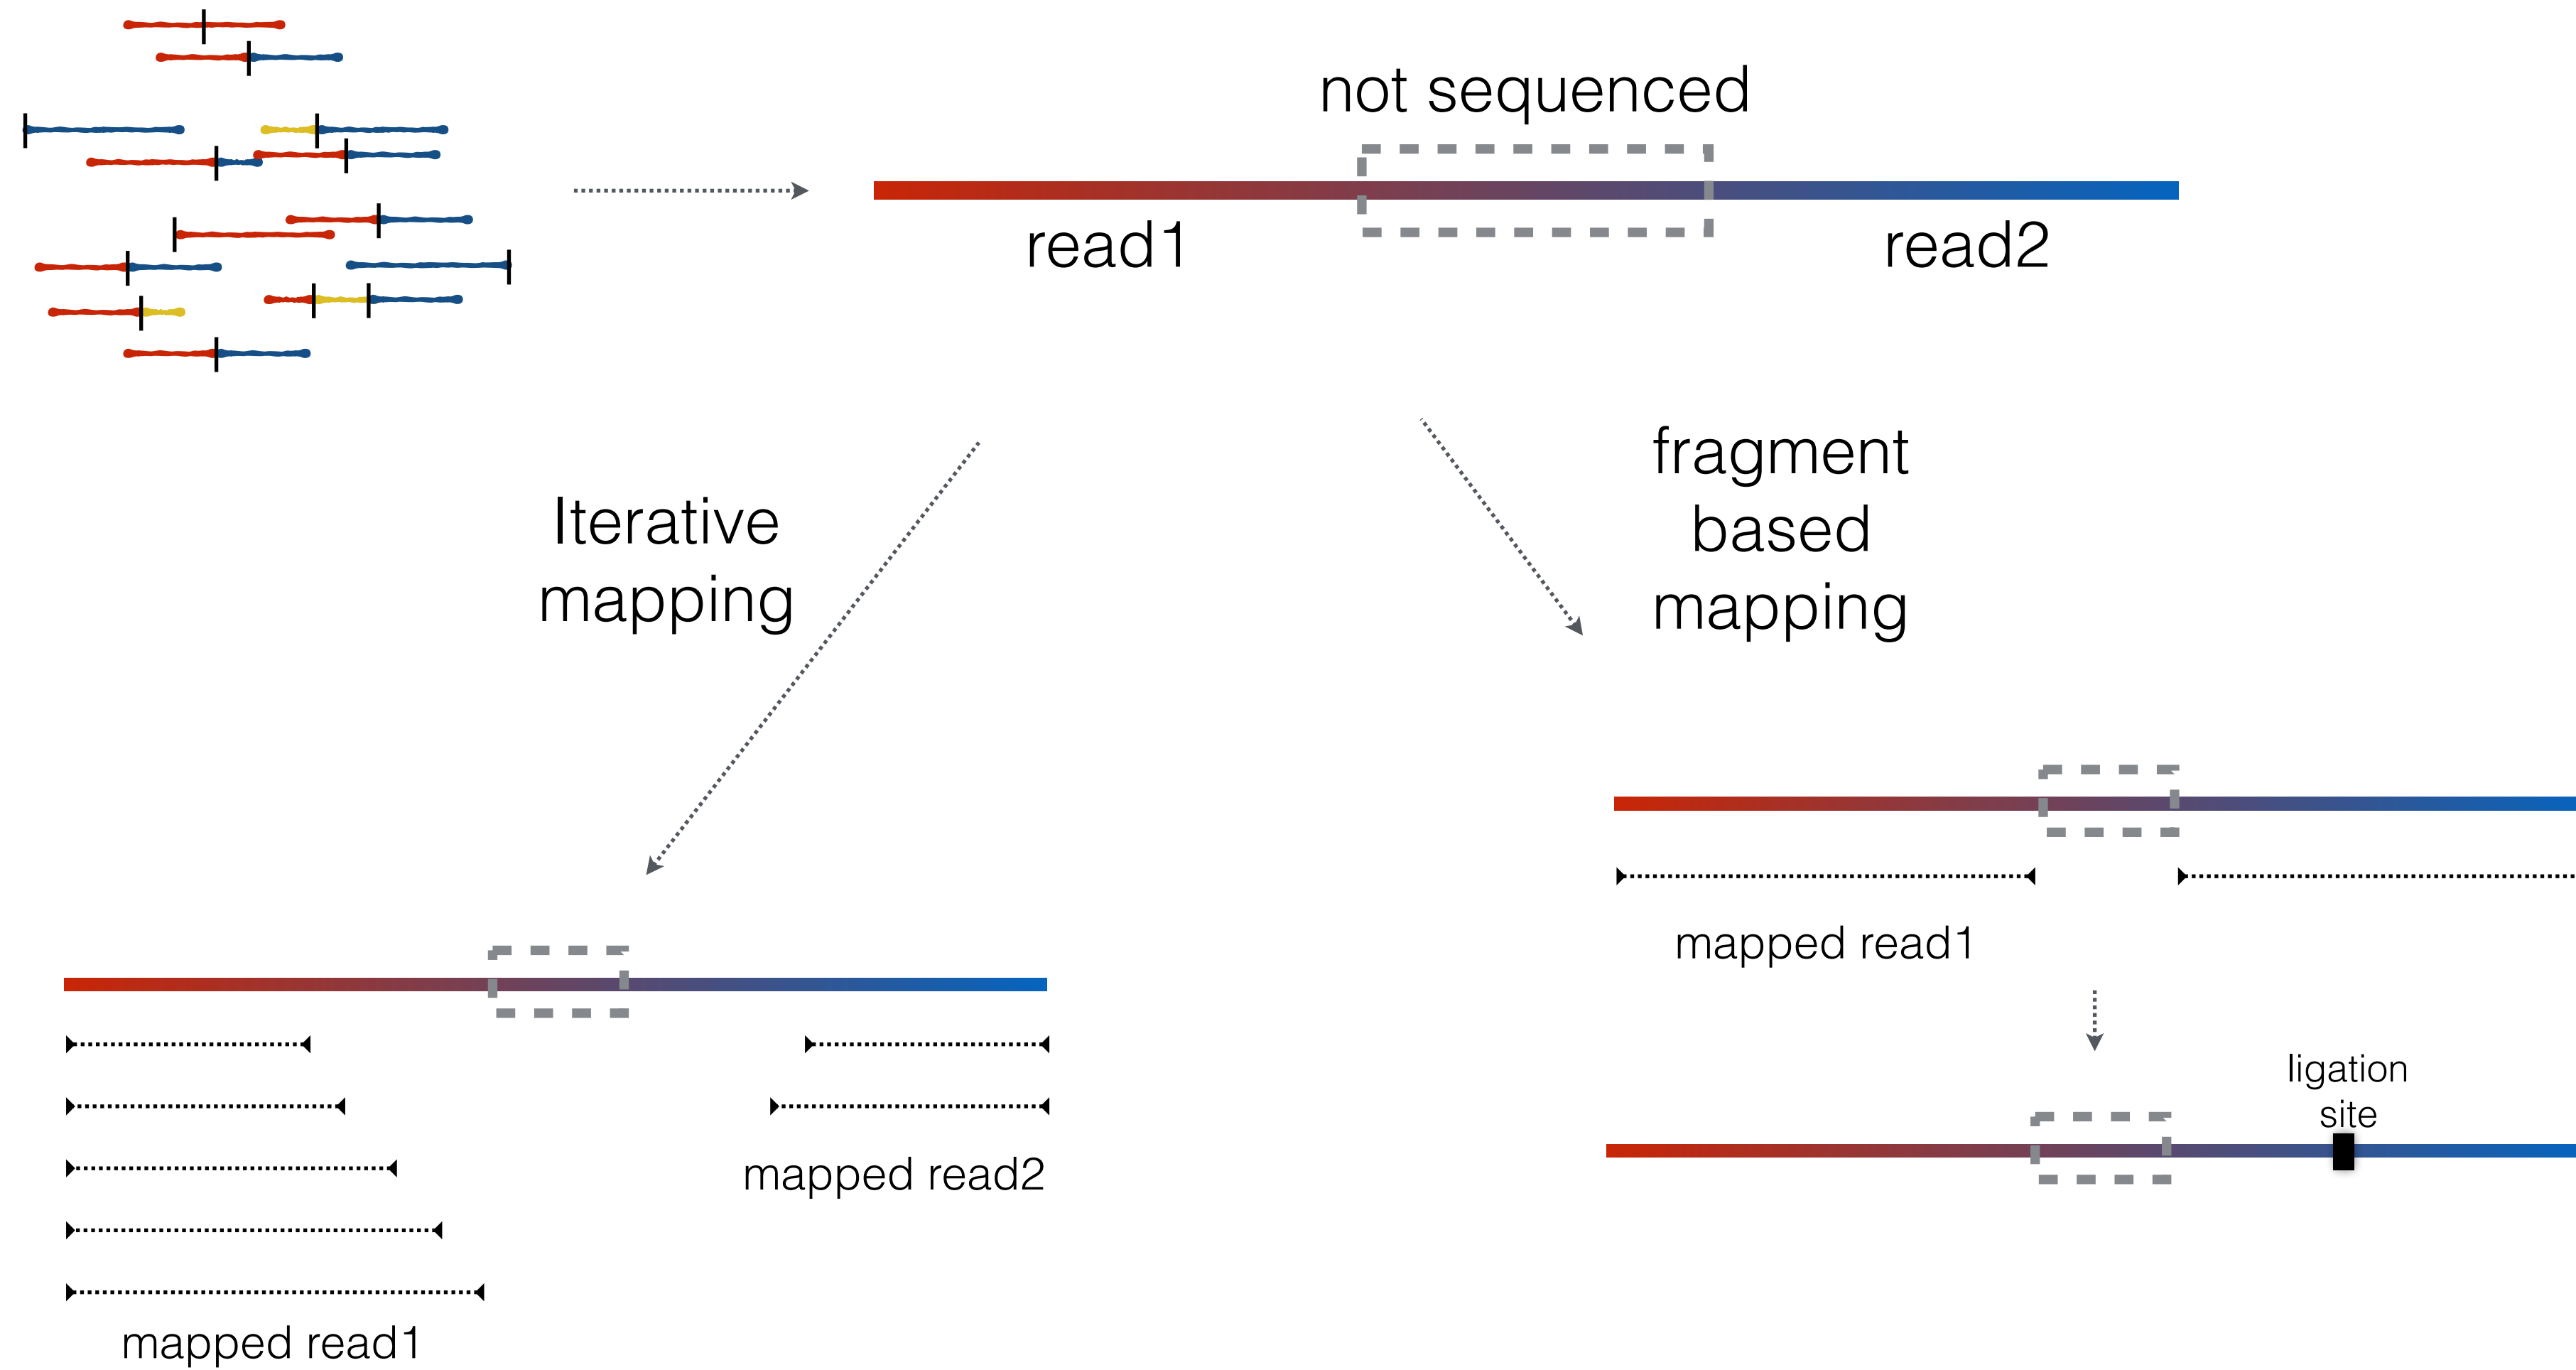 not sequenced
read1
read2
Iterative
mapping
fragment
based
mapping
mapped read1
ligation
site
mapped read2
mapped read1